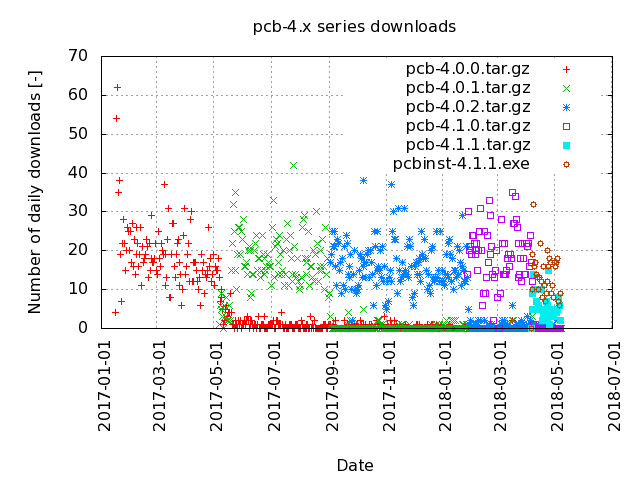 pcb-4.x series downloads
Number of daily downloads [-]
70
60
50
40
30
20
10
0
pcb-4.0.0.tar.gz
pcb-4.0.1.tar.gz
pcb-4.0.2.tar.gz
pcb-4.1.0.tar.gz
pcb-4.1.1.tar.gz
pcbinst-4.1.1.exe
2017-01-01
2017-03-01
2017-05-01
2017-07-01
2017-09-01
2017-11-01
2018-01-01
2018-03-01
2018-05-01
2018-07-01
Date